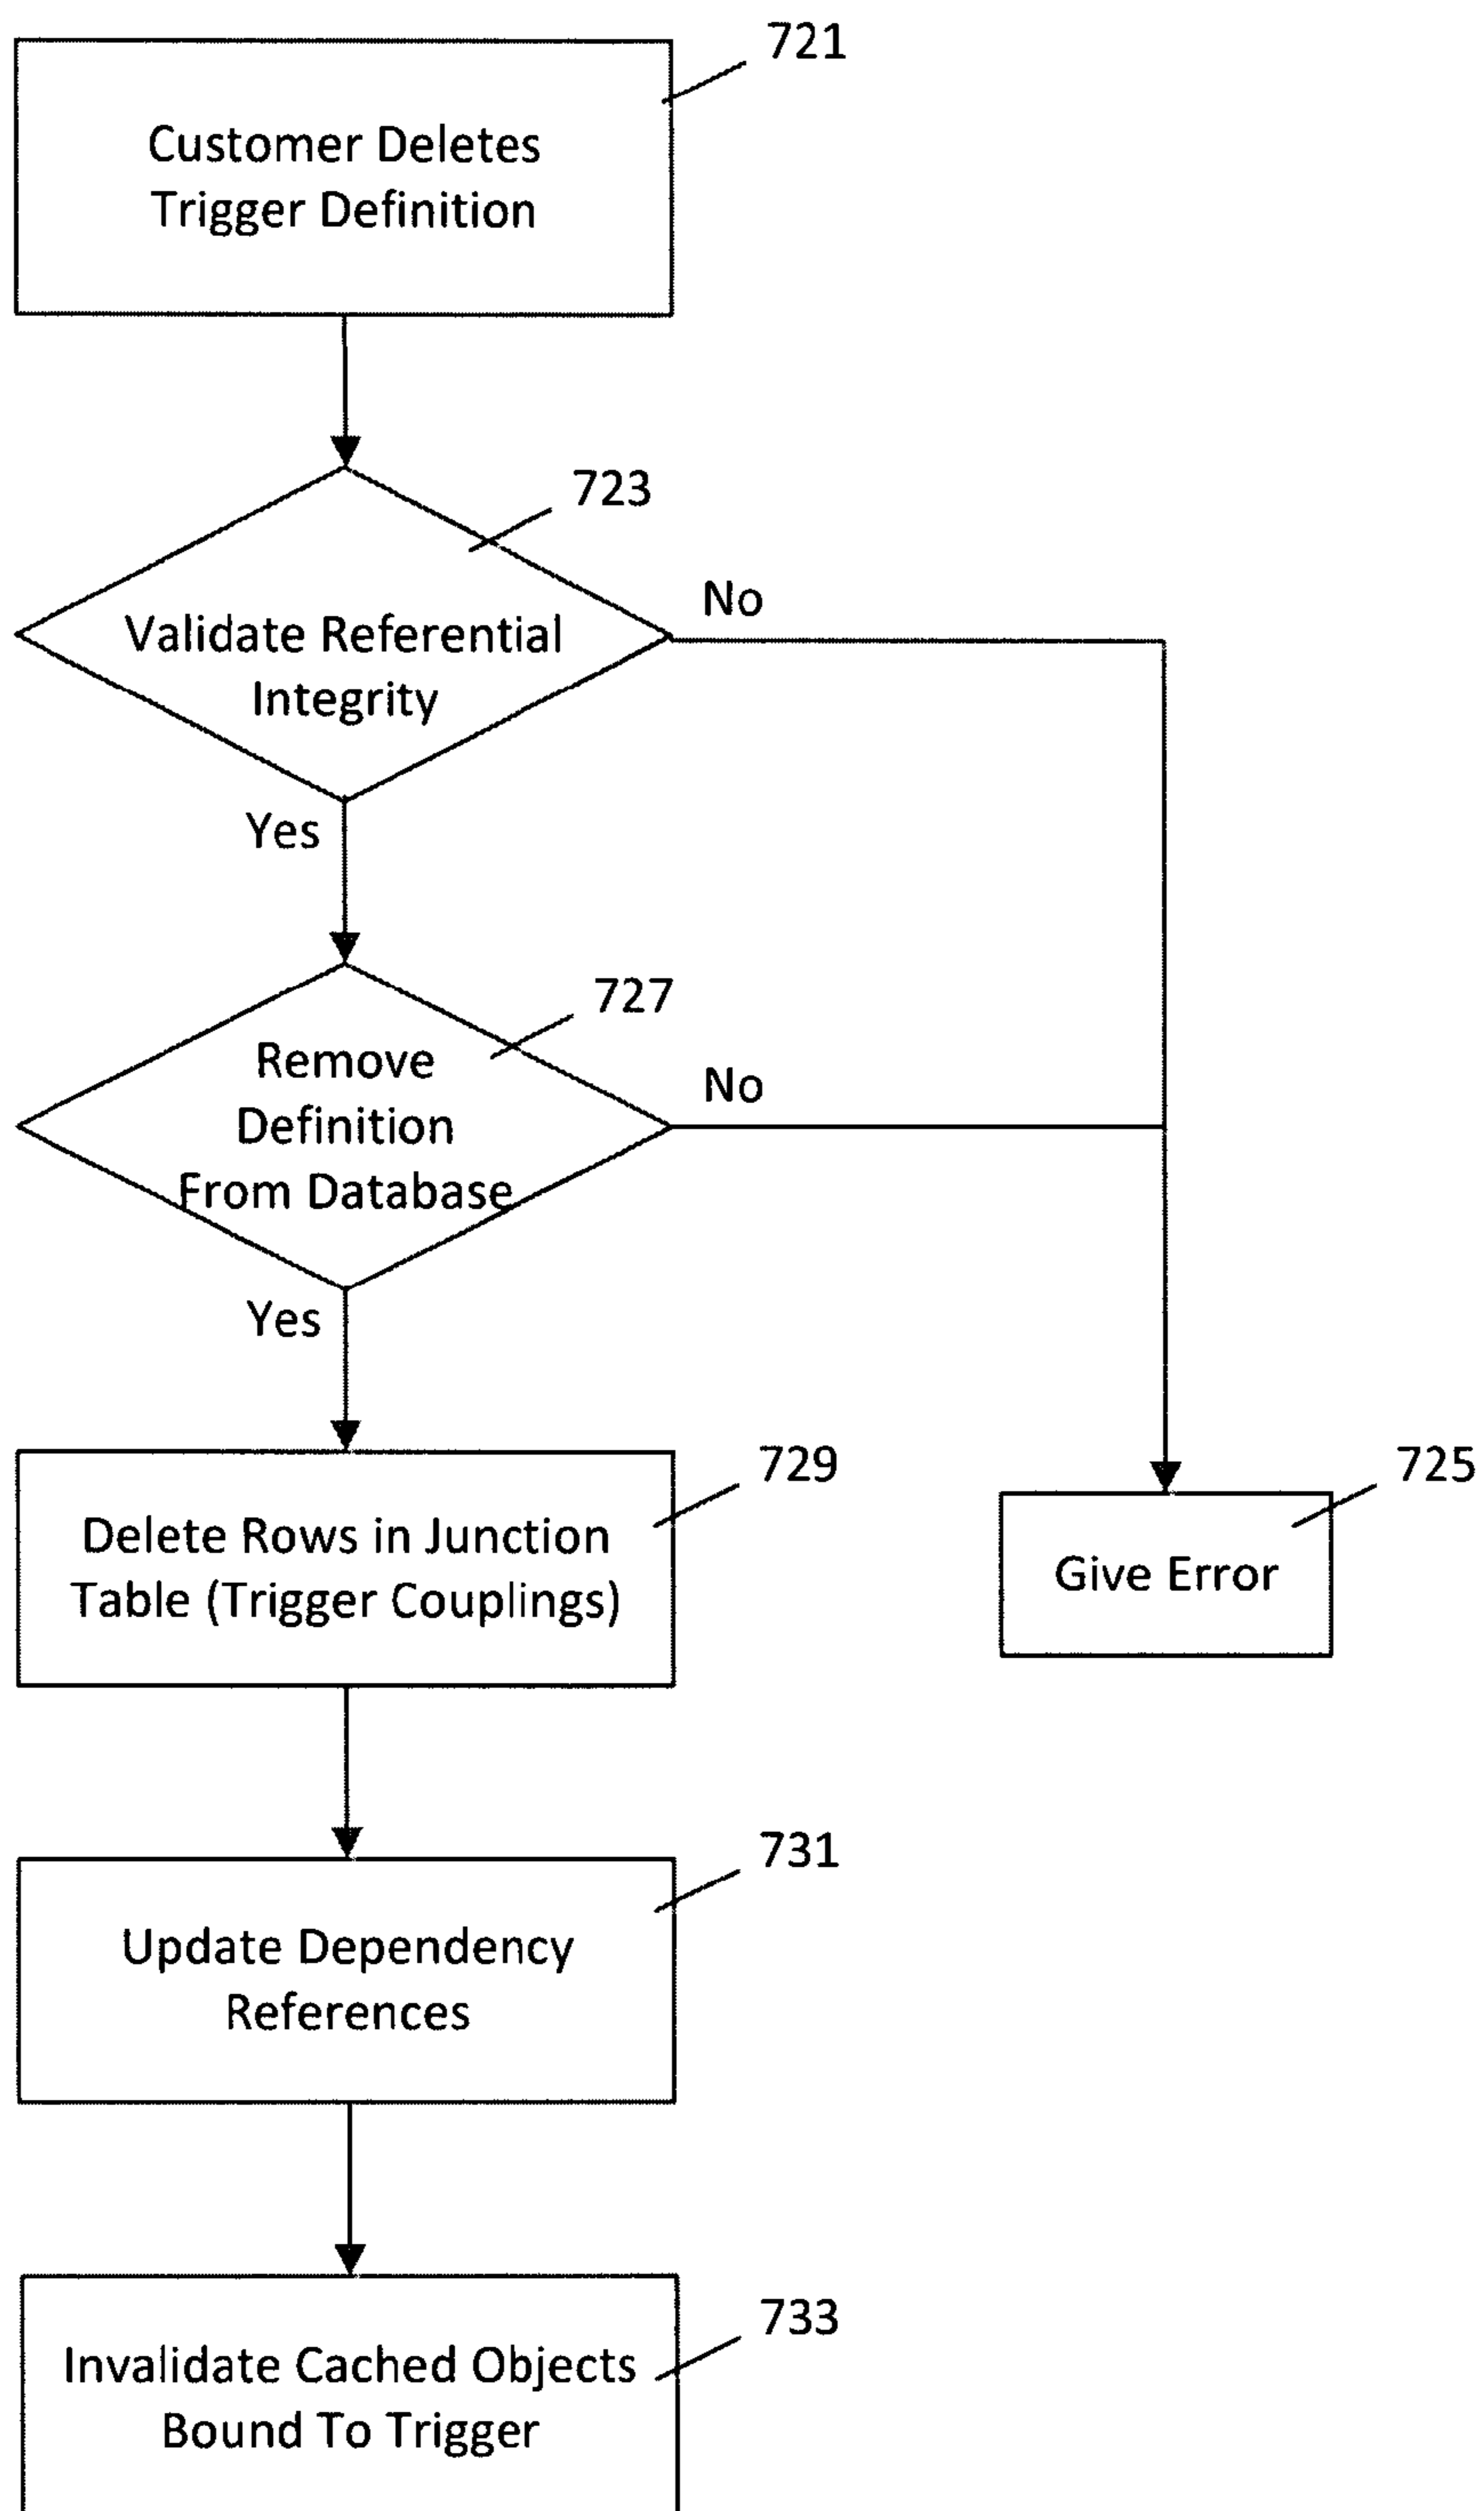 721
Customer Deletes
Trigger Definition
723
Validate Referential
Integrity
No
Yes
727
Remove
Definition
From Database
No
Yes
729
Delete Rows in Junction
Table (Trigger Couplings)
725
Give Error
731
Update Dependency
References
733
Invalidate Cached Objects
Bound To Trigger